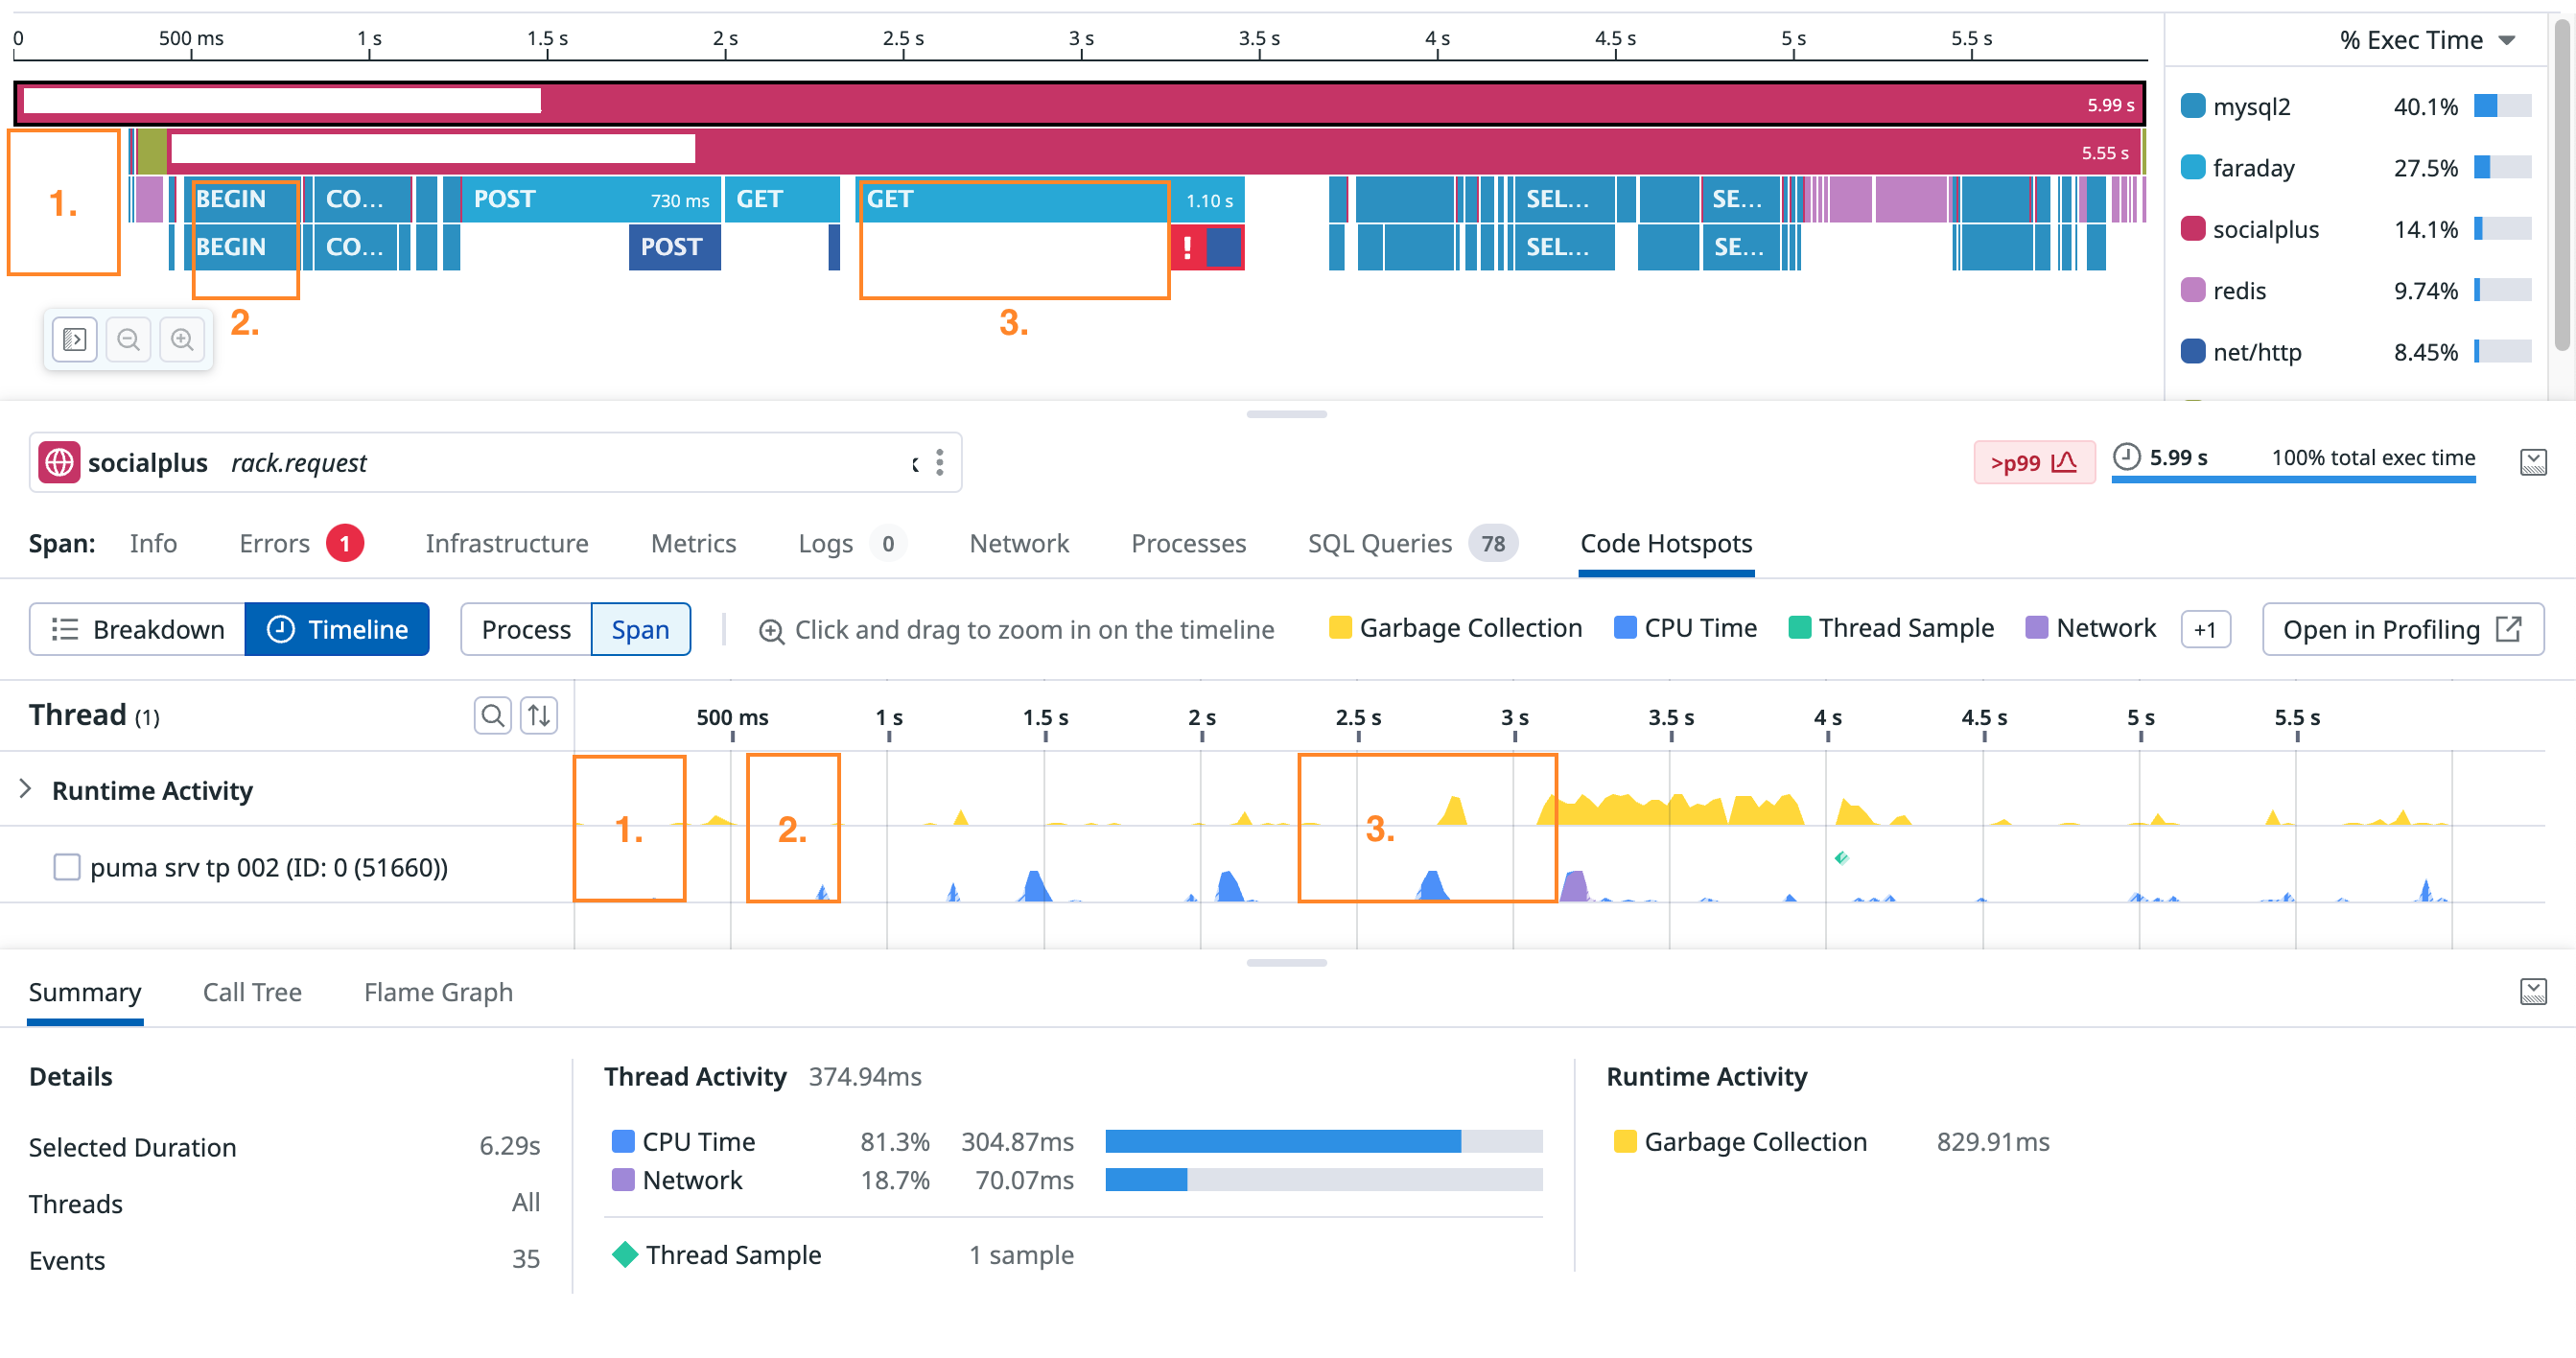 0 500 ms 1 s 1.5 s 2 s 2.5 s 3 s 3.5 s 4 s 4.5 s 5 s 5.5 s % Exec Time
5.99 s
mysql2 40.1%
5.55 s
faraday 27.5%
1.
BEGIN CO... POST 730 ms GET GET 1.10 s SEL... SE...
socialplus 14.1%
BEGIN CO... POST ! SEL... SE...
redis 9.74%
2. 3.
net/http 8.45%
socialplus rack.request
>p99 5.99 s 100% total exec time
Span: Info Errors 1 Infrastructure Metrics Logs 0 Network Processes SQL Queries 78 Code Hotspots
Breakdown Timeline Process Span Click and drag to zoom in on the timeline Garbage Collection CPU Time Thread Sample Network +1 Open in Profiling
Thread (1) 500 ms 1 s 1.5 s 2 s 2.5 s 3 s 3.5 s 4 s 4.5 s 5 s 5.5 s
Runtime Activity
1. 2. 3.
puma srv tp 002 (ID: 0 (51660))
Summary Call Tree Flame Graph
Details Thread Activity 374.94ms Runtime Activity
Selected Duration 6.29s CPU Time 81.3% 304.87ms Garbage Collection 829.91ms
Network 18.7% 70.07ms
Threads All
Thread Sample 1 sample
Events 35